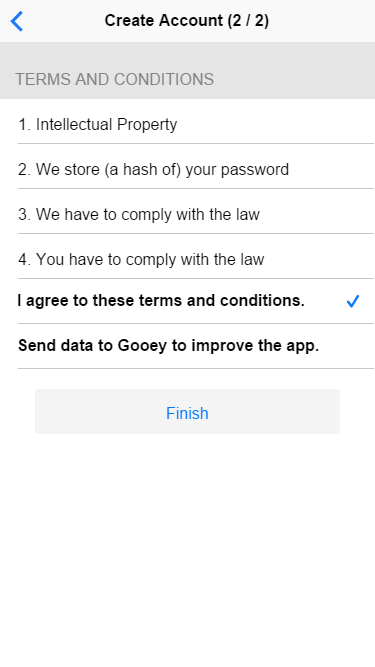 Create Account (2 / 2)
TERMS AND CONDITIONS
1. Intellectual Property
2. We store (a hash of) your password
3. We have to comply with the law
4. You have to comply with the law
I agree to these terms and conditions.
Send data to Gooey to improve the app.
Finish